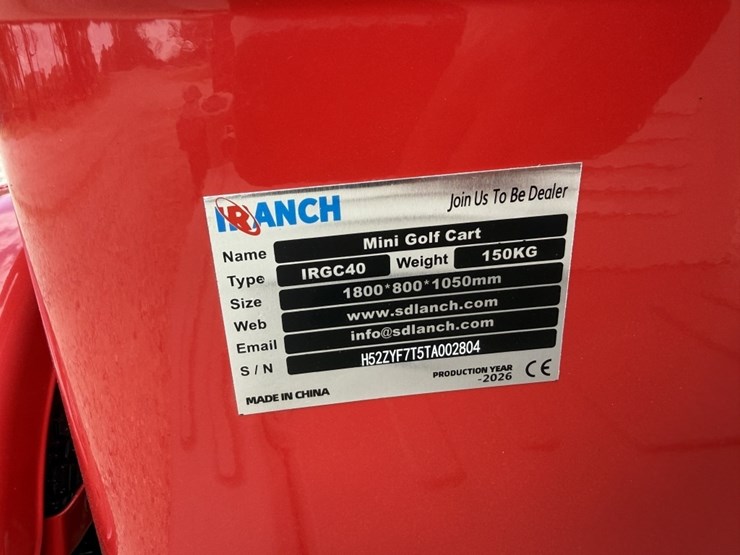 IRANCH Join Us To Be Dealer
Name Mini Golf Cart
Type IRGC40 Weight 150KG
Size 1800*800*1050mm
Web www.sdlanch.com
Email info@sdlanch.com
S / N H52ZYF7T5TA002804
MADE IN CHINA PRODUCTION YEAR -2026 CE